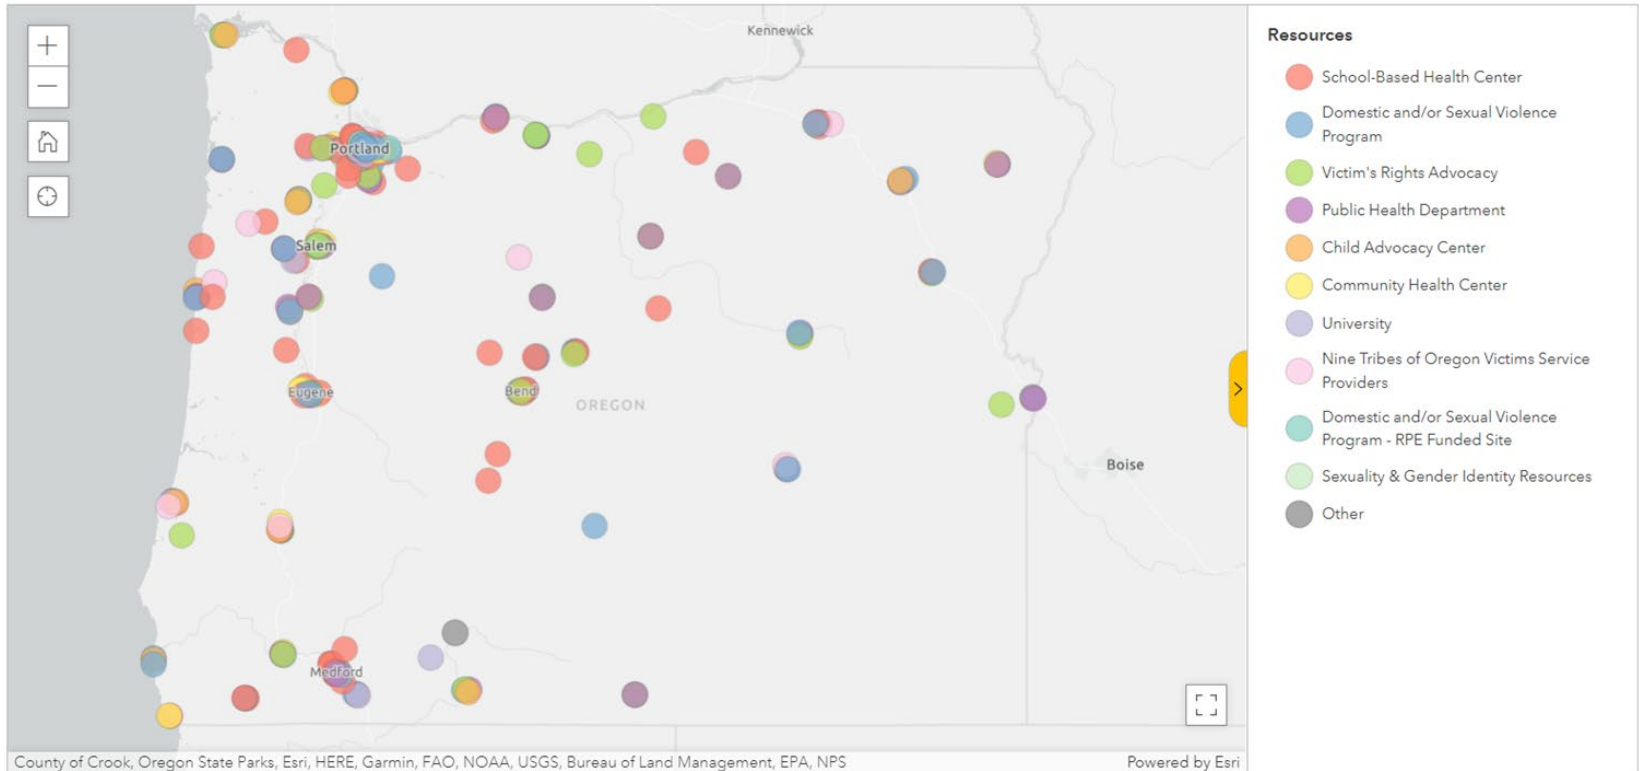 Kennewick
Portland
Salem
Eugene
Bend
OREGON
Boise
Medford
County of Crook, Oregon State Parks, Esri, HERE, Garmin, FAO, NOAA, USGS, Bureau of Land Management, EPA, NPS
Powered by Esri
Resources
School-Based Health Center
Domestic and/or Sexual Violence
Program
Victim's Rights Advocacy
Public Health Department
Child Advocacy Center
Community Health Center
University
Nine Tribes of Oregon Victims Service
Providers
Domestic and/or Sexual Violence
Program - RPE Funded Site
Sexuality & Gender Identity Resources
Other